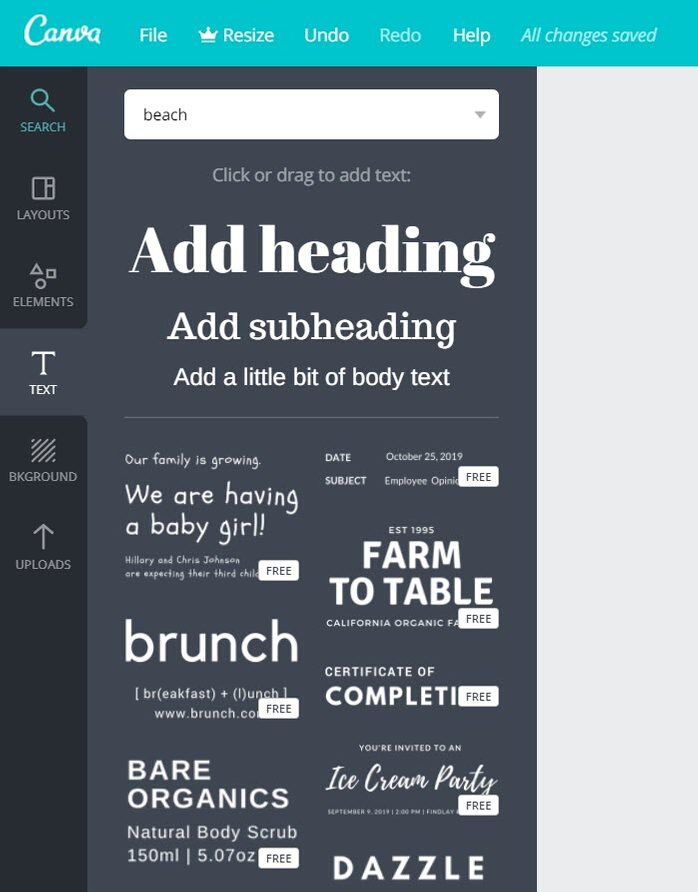 Canva File Resize Undo Redo Help All changes saved
SEARCH
LAYOUTS
ELEMENTS
TEXT
BKGROUND
UPLOADS
beach
Click or drag to add text:
Add heading
Add subheading
Add a little bit of body text
Our family is growing.
We are having
a baby girl!
Hillary and Chris Johnson
are expecting their third
FREE
brunch
[ br(eakfast) + (l)unch ]
www.brunch.co
FREE
BARE
ORGANICS
Natural Body Scrub
150ml | 5.07oz
FREE
DATE October 25, 2019
SUBJECT Employee
FREE
EST 1995
FARM
TO TABLE
CALIFORNIA ORGANIC
FREE
CERTIFICATE OF
COMPLETI
FREE
YOU'RE INVITED TO AN
Ice Cream Party
SEPTEMBER 9, 2019 | 2:00 PM | FINDLAY
FREE
DAZZLE